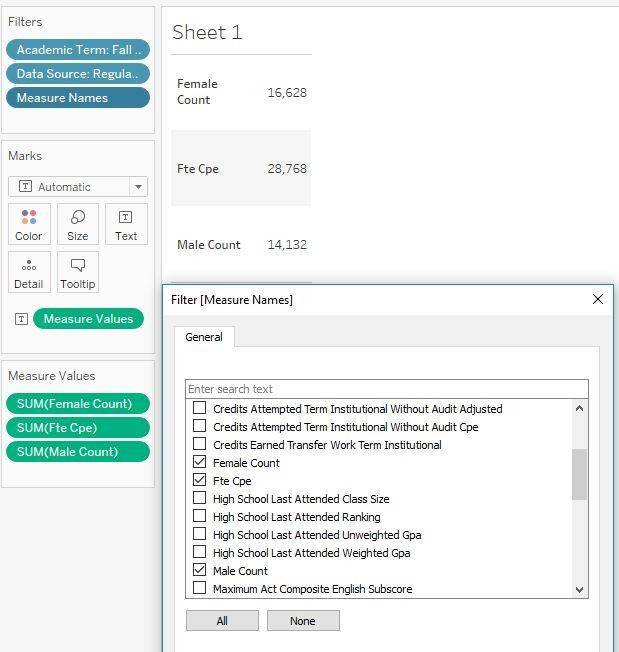 Filters
Academic Term: Fall ..
Data Source: Regula..
Measure Names
Marks
Automatic
Color
Size
Text
Detail
Tooltip
Measure Values
Measure Values
SUM(Female Count)
SUM(Fte Cpe)
SUM(Male Count)
Sheet 1
Female
Count
16,628
Fte Cpe 28,768
Male Count 14,132
Filter [Measure Names]
General
Enter search text
Credits Attempted Term Institutional Without Audit Adjusted
Credits Attempted Term Institutional Without Audit Cpe
Credits Earned Transfer Work Term Institutional
Female Count
Fte Cpe
High School Last Attended Class Size
High School Last Attended Ranking
High School Last Attended Unweighted Gpa
High School Last Attended Weighted Gpa
Male Count
Maximum Act Composite English Subscore
All
None